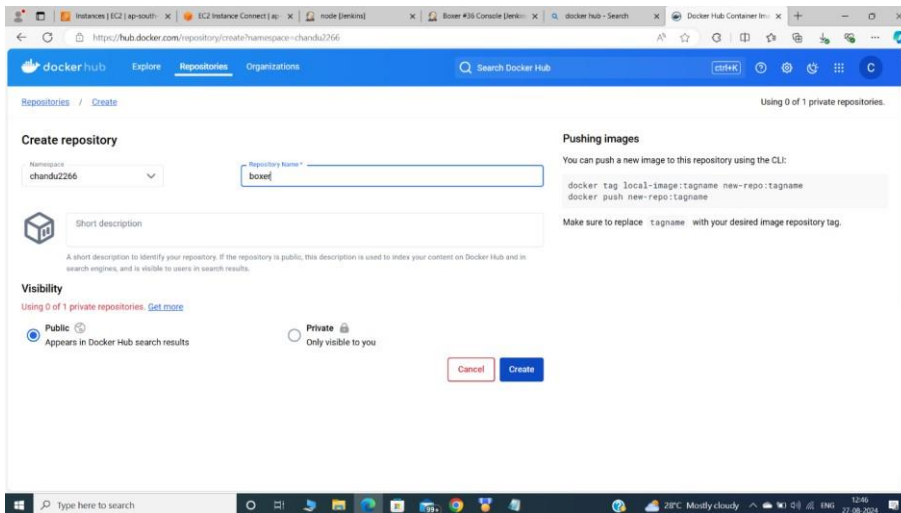 Instances | EC2 | ap-south-
EC2 Instance Connect | ap-
node [Jenkins]
Boxer #36 Console [Jenkin
docker hub - Search
Docker Hub Container Im
https://hub.docker.com/repository/create?namespace=chandu2266
docker hub
Explore
Repositories
Organizations
Search Docker Hub
ctrl+K
C
Repositories / Create
Using 0 of 1 private repositories.
Create repository
Namespace
chandu2266
Repository Name *
boxer
Short description
A short description to identify your repository. If the repository is public, this description is used to index your content on Docker Hub and in
search engines, and is visible to users in search results.
Visibility
Using 0 of 1 private repositories. Get more
Public
Appears in Docker Hub search results
Private
Only visible to you
Cancel
Create
Pushing images
You can push a new image to this repository using the CLI:
docker tag local-image:tagname new-repo:tagname
docker push new-repo:tagname
Make sure to replace tagname with your desired image repository tag.
Type here to search
99+
28°C Mostly cloudy
ENG
12:46
27-08-2024